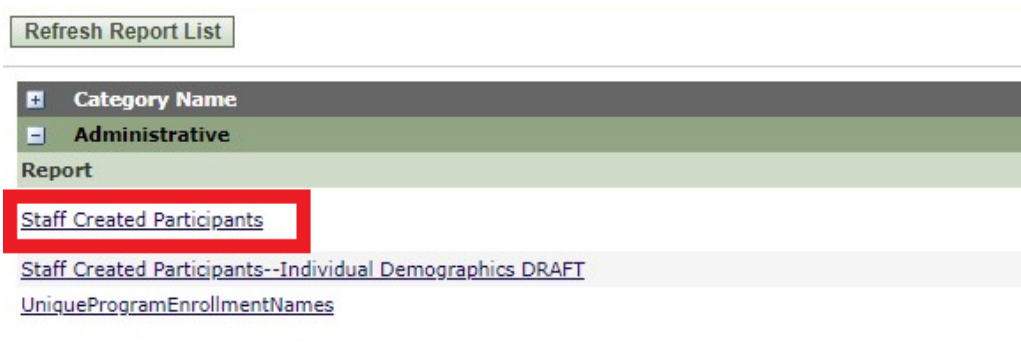 Refresh Report List
Category Name
Administrative
Report
Staff Created Participants
Staff Created Participants--Individual Demographics DRAFT
UniqueProgramEnrollmentNames